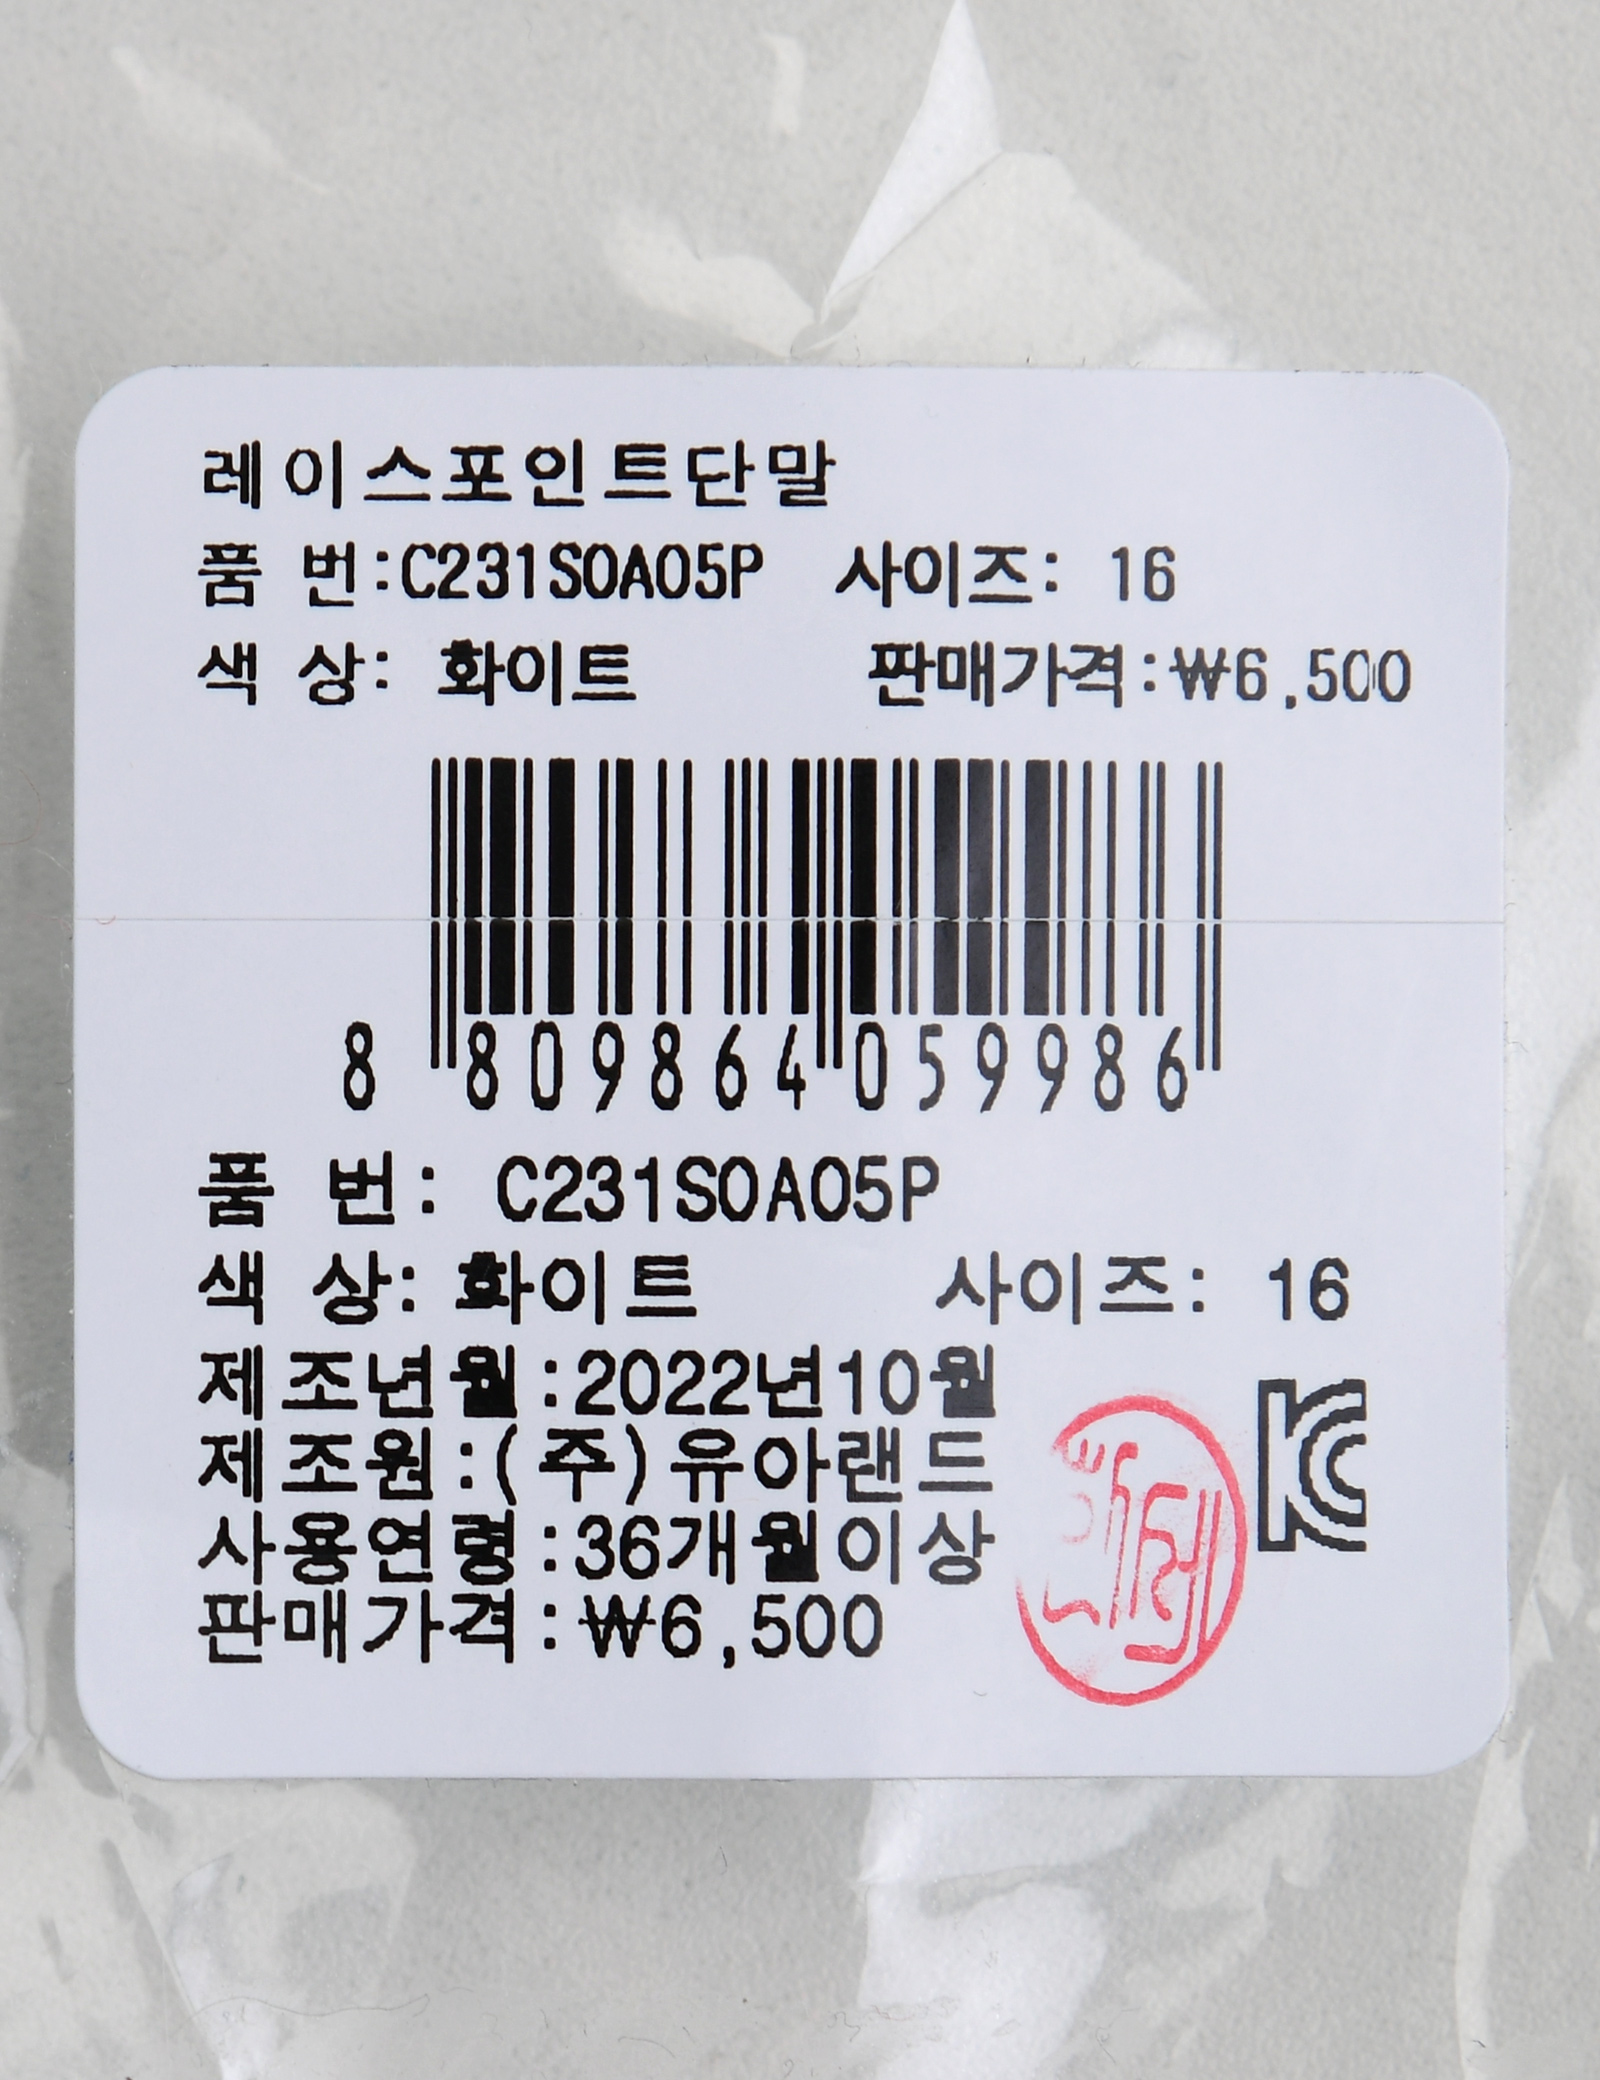 레이스포인트단말
품 번:C231SOA05P 사이즈: 16
색 상: 화이트 판매가격:₩6,500
8 809864 059986
품 번: C231SOA05P
색 상: 화이트 사이즈: 16
제조년월:2022년10월
제조원:(주)유아랜드
사용연령:36개월이상
판매가격:₩6,500